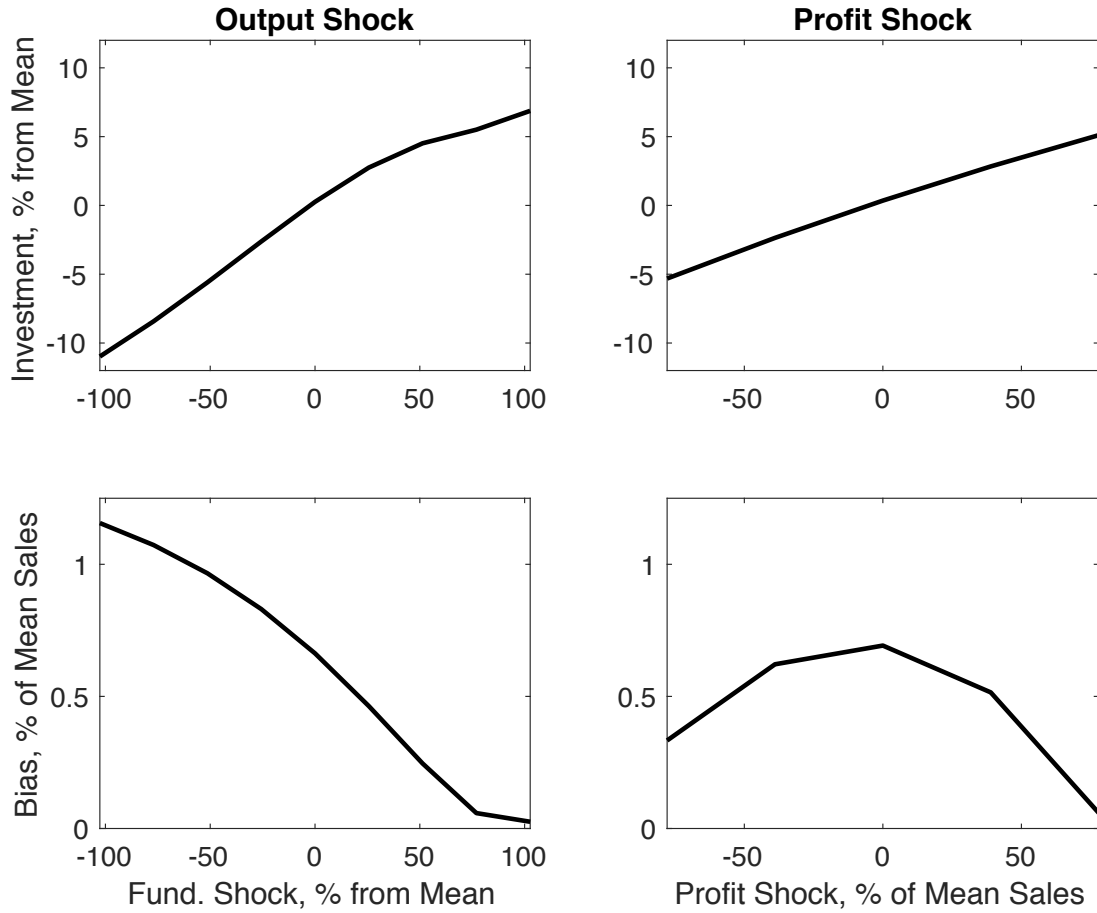 Output Shock
Profit Shock
Investment, % from Mean
10
5
0
-5
-10
-100 -50 0 50 100
10
5
0
-5
-10
-50 0 50
Bias, % of Mean Sales
1
0.5
0
-100 -50 0 50 100
Fund. Shock, % from Mean
1
0.5
0
-50 0 50
Profit Shock, % of Mean Sales